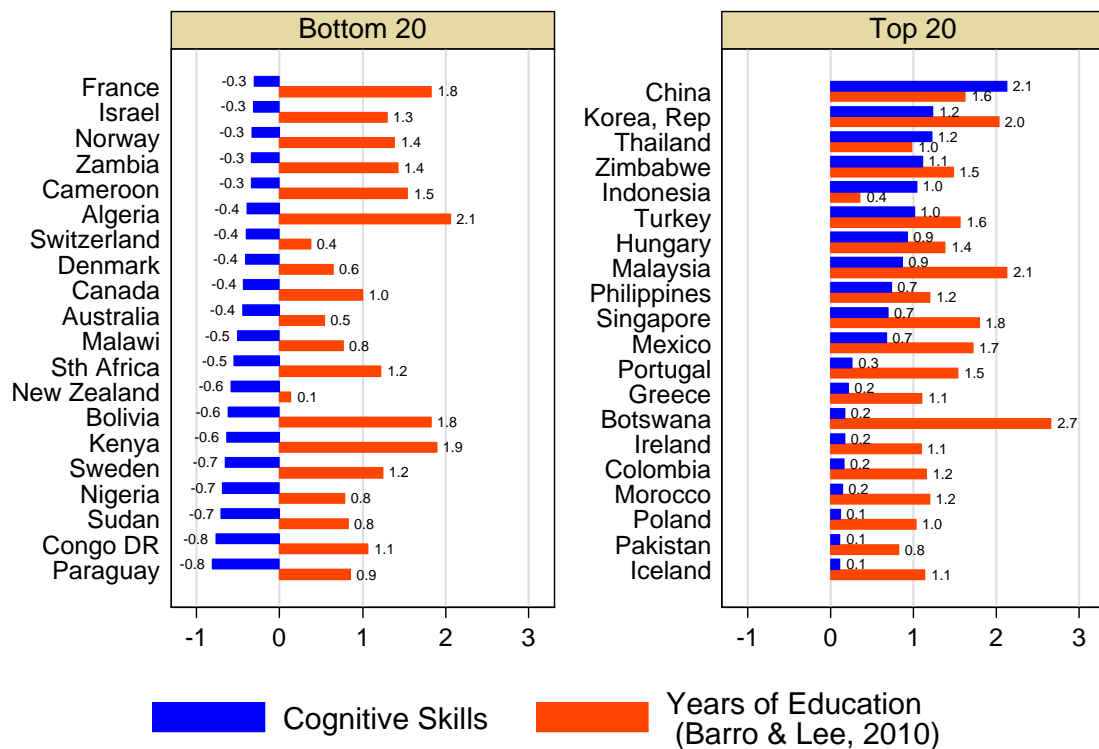 Bottom 20
France -0.3 1.8
Israel -0.3 1.3
Norway -0.3 1.4
Zambia -0.3 1.4
Cameroon -0.3 1.5
Algeria -0.4 2.1
Switzerland -0.4 0.4
Denmark -0.4 0.6
Canada -0.4 1.0
Australia -0.4 0.5
Malawi -0.5 0.8
Sth Africa -0.5 1.2
New Zealand -0.6 0.1
Bolivia -0.6 1.8
Kenya -0.6 1.9
Sweden -0.7 1.2
Nigeria -0.7 0.8
Sudan -0.7 0.8
Congo DR -0.8 1.1
Paraguay -0.8 0.9
-1 0 1 2 3
Top 20
China 2.1 1.6
Korea, Rep 1.2 2.0
Thailand 1.2 1.0
Zimbabwe 1.1 1.5
Indonesia 1.0 0.4
Turkey 1.0 1.6
Hungary 0.9 1.4
Malaysia 0.9 2.1
Philippines 0.7 1.2
Singapore 0.7 1.8
Mexico 0.7 1.7
Portugal 0.3 1.5
Greece 0.2 1.1
Botswana 0.2 2.7
Ireland 0.2 1.1
Colombia 0.2 1.2
Morocco 0.2 1.2
Poland 0.1 1.0
Pakistan 0.1 0.8
Iceland 0.1 1.1
-1 0 1 2 3
Cognitive Skills
Years of Education
(Barro & Lee, 2010)